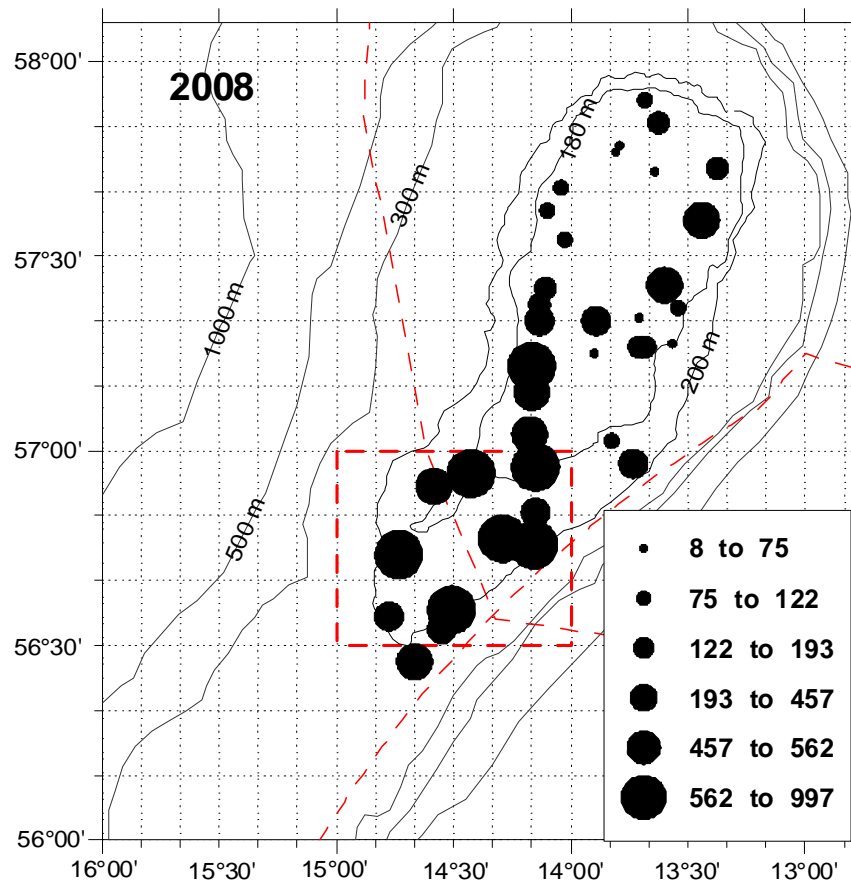 58°00'
2008
180 m
300 m
57°30'
1000 m
200 m
57°00'
500 m
8 to 75
75 to 122
122 to 193
56°30'
193 to 457
457 to 562
562 to 997
56°00'
16°00' 15°30' 15°00' 14°30' 14°00' 13°30' 13°00'